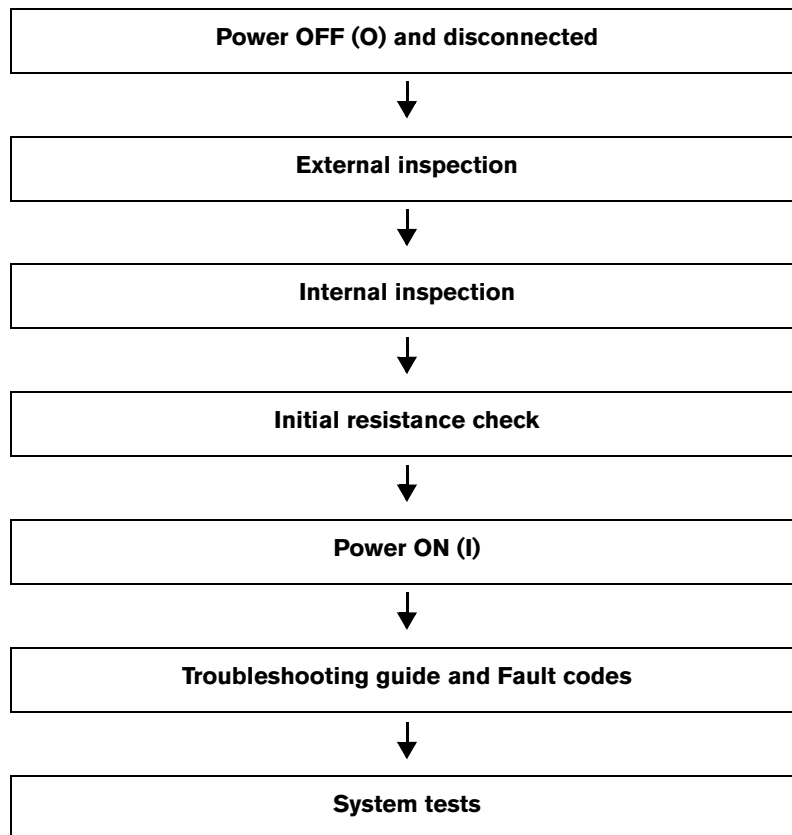 Power OFF (O) and disconnected
External inspection
Internal inspection
Initial resistance check
Power ON (I)
Troubleshooting guide and Fault codes
System tests